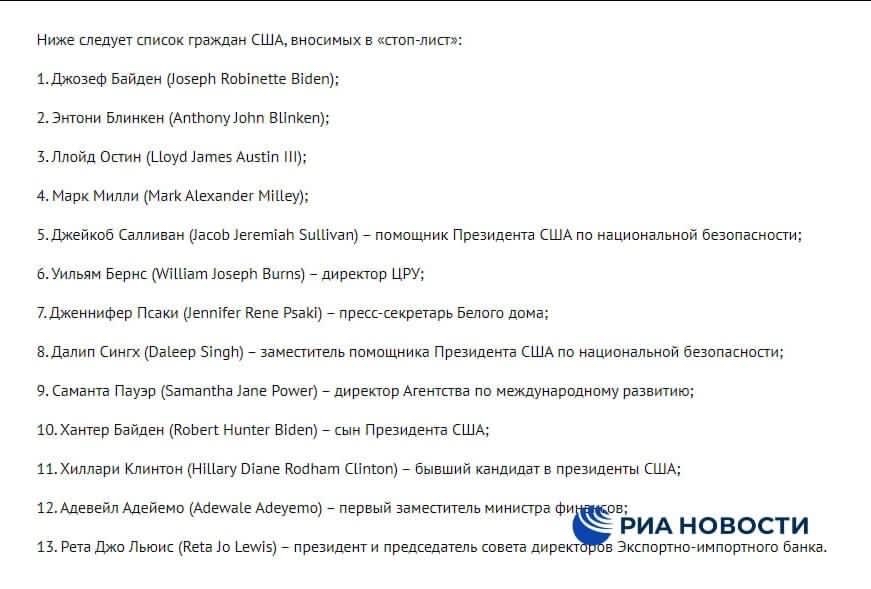 Ниже следует список граждан США, вносимых в «стоп-лист»:
1. Джозеф Байден (Joseph Robinette Biden);
2. Энтони Блинкен (Anthony John Blinken);
3. Ллойд Остин (Lloyd James Austin III);
4. Марк Милли (Mark Alexander Milley);
5. Джейкоб Салливан (Jacob Jeremiah Sullivan) – помощник Президента США по национальной безопасности;
6. Уильям Бернс (William Joseph Burns) – директор ЦРУ;
7. Дженнифер Псаки (Jennifer Rene Psaki) – пресс-секретарь Белого дома;
8. Далип Сингх (Daleep Singh) – заместитель помощника Президента США по национальной безопасности;
9. Саманта Пауэр (Samantha Jane Power) – директор Агентства по международному развитию;
10. Хантер Байден (Robert Hunter Biden) – сын Президента США;
11. Хиллари Клинтон (Hillary Diane Rodham Clinton) – бывший кандидат в президенты США;
12. Адевейл Адейемо (Adewale Adeyemo) – первый заместитель министра финансов;
РИА НОВОСТИ
13. Рета Джо Льюис (Reta Jo Lewis) – президент и председатель совета директоров Экспортно-импортного банка.